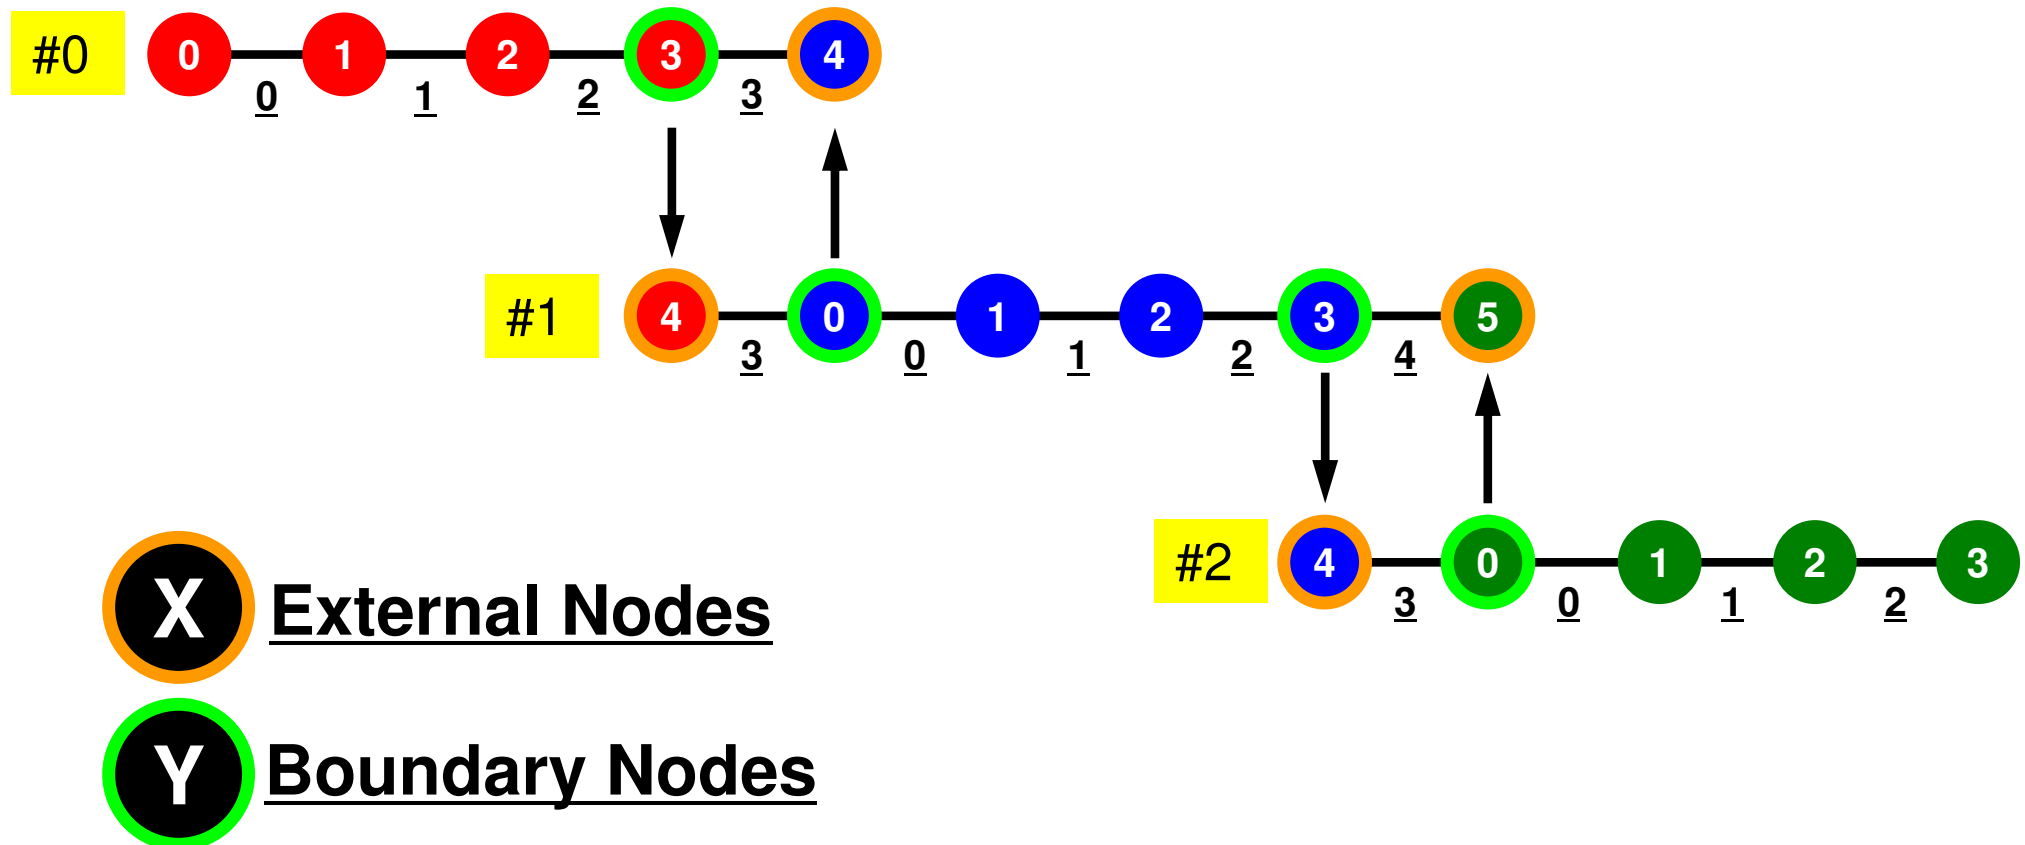 #0 0 1 2 3 4
0 1 2 3
#1 4 0 1 2 3 5
3 0 1 2 4
#2 4 0 1 2 3
3 0 1 2
X External Nodes
Y Boundary Nodes